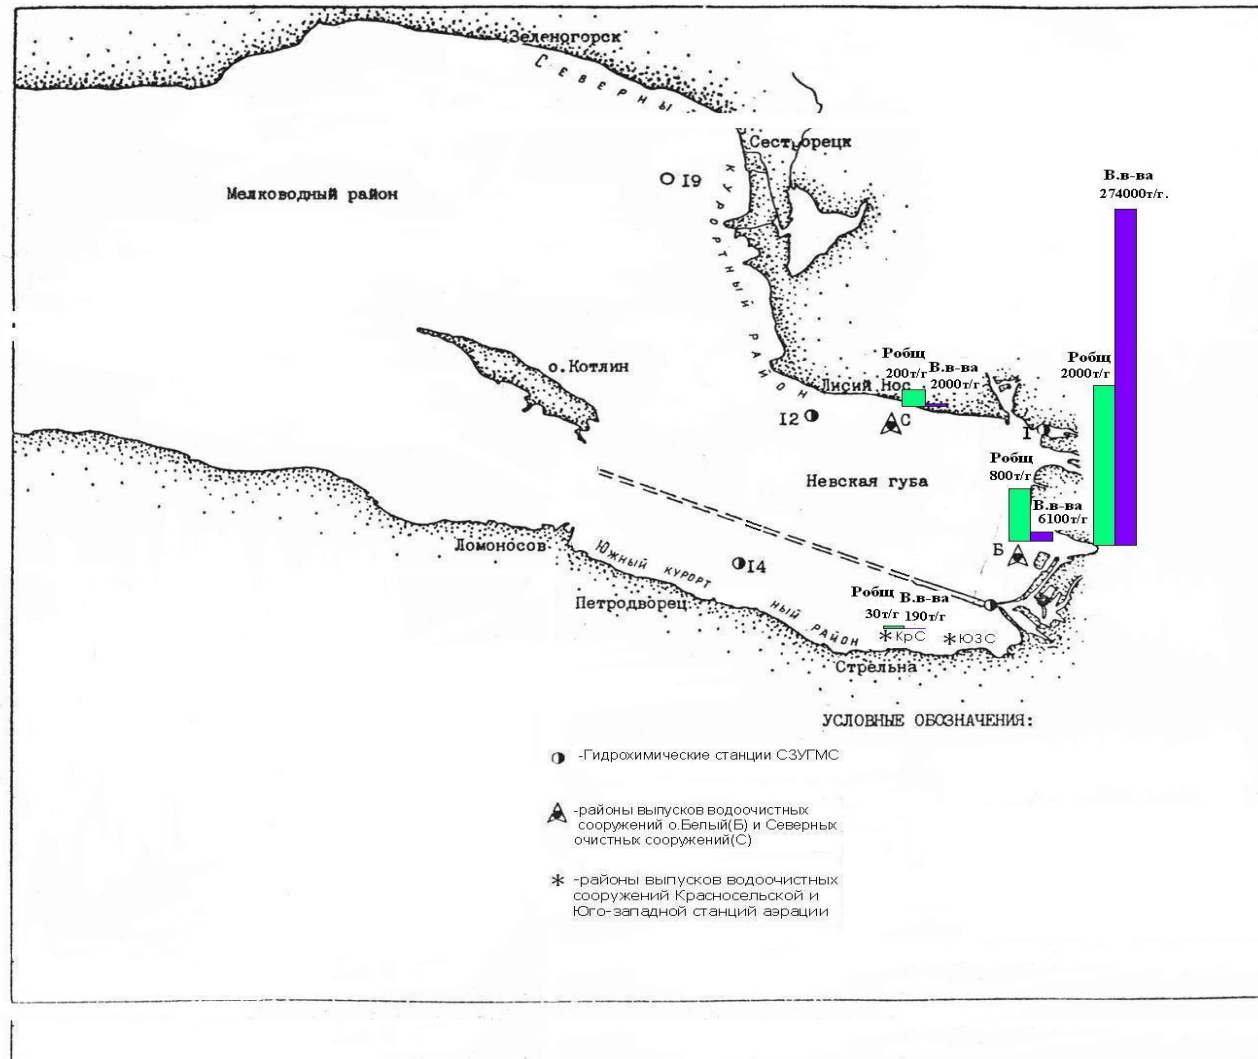 Зеленогорск
Северны
Сестрорецк
I9
КУРОРТНЫЙ РАЙОН
Мелководный район
В.в-ва
274000т/г.
о.Котлин
Робщ
200т/г
В.в-ва
2000т/г
Лисий Нос
Робщ
2000т/г
I2
С
I
Невская губа
Робщ
800т/г
В.в-ва
6100т/г
Б
Ломоносов
Южный курорт
ный район
I4
Петродворец
Робщ
30т/г
В.в-ва
190т/г
КрС
ЮЗС
Стрельна
УСЛОВНЫЕ ОБОЗНАЧЕНИЯ:
-Гидрохимические станции СЗУГМС
-районы выпусков водоочистных
сооружений о.Белый(Б) и Северных
очистных сооружений(С)
-районы выпусков водоочистных
сооружений Красносельской и
Юго-западной станций аэрации